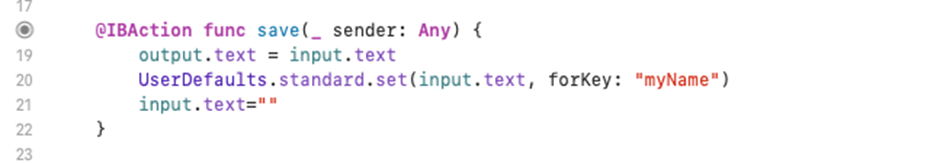 17
@IBAction func save(_ sender: Any) {
19 output.text = input.text
20 UserDefaults.standard.set(input.text, forKey: "myName")
21 input.text=""
22 }
23